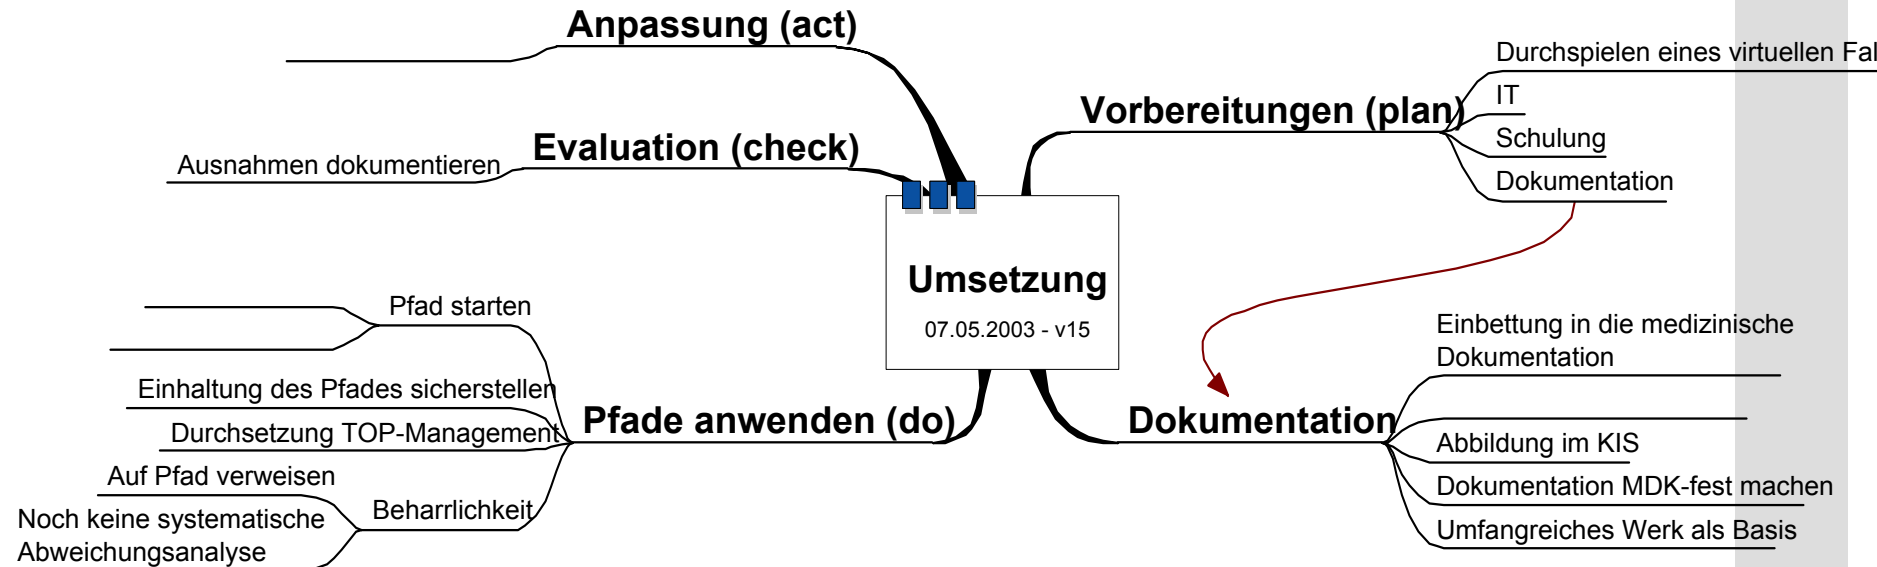 Anpassung (act)
Evaluation (check)
Ausnahmen dokumentieren
Vorbereitungen (plan)
Durchspielen eines virtuellen Fal
IT
Schulung
Dokumentation
Umsetzung
07.05.2003 - v15
Pfade anwenden (do)
Pfad starten
Einhaltung des Pfades sicherstellen
Durchsetzung TOP-Management
Beharrlichkeit
Auf Pfad verweisen
Noch keine systematische
Abweichungsanalyse
Dokumentation
Einbettung in die medizinische
Dokumentation
Abbildung im KIS
Dokumentation MDK-fest machen
Umfangreiches Werk als Basis